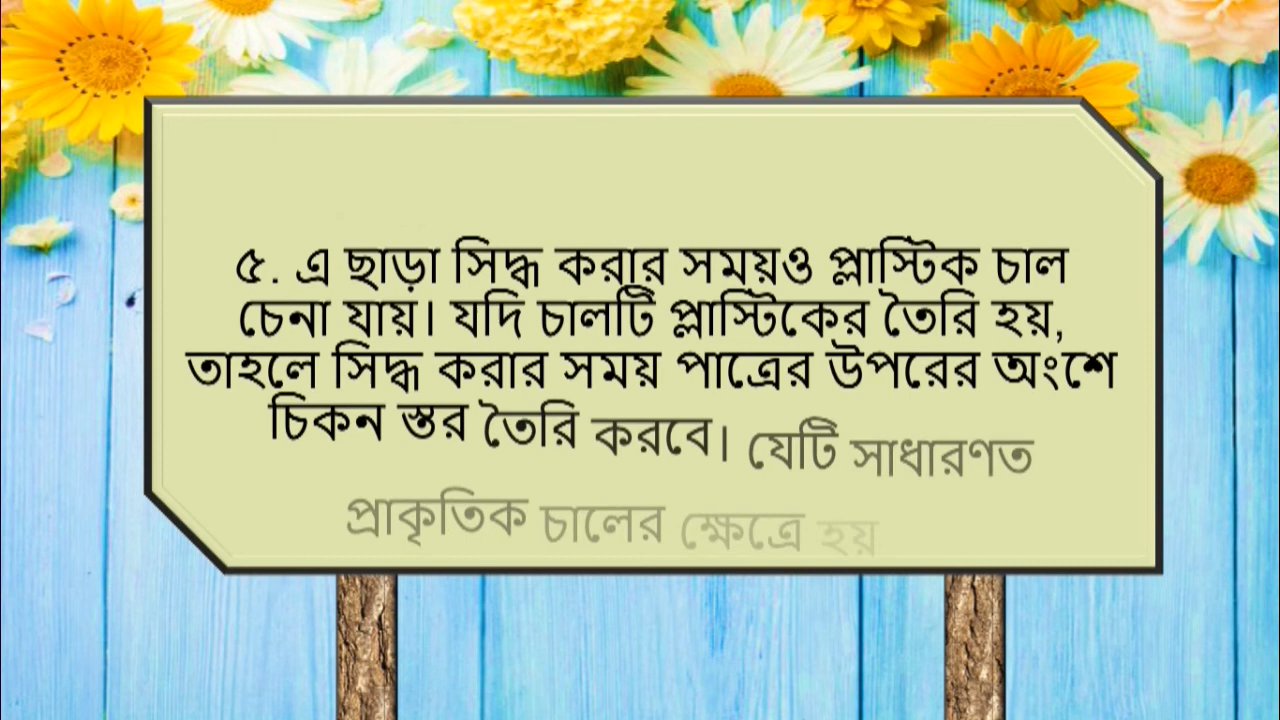 ৫. এ ছাড়া সিদ্ধ করার সময়ও প্লাস্টিক চাল
চেনা যায়। যদি চালটি প্লাস্টিকের তৈরি হয়,
তাহলে সিদ্ধ করার সময় পাত্রের উপরের অংশে
চিকন স্তর তৈরি করবে। যেটি সাধারণত
প্রাকৃতিক চালের ক্ষেত্রে হয়